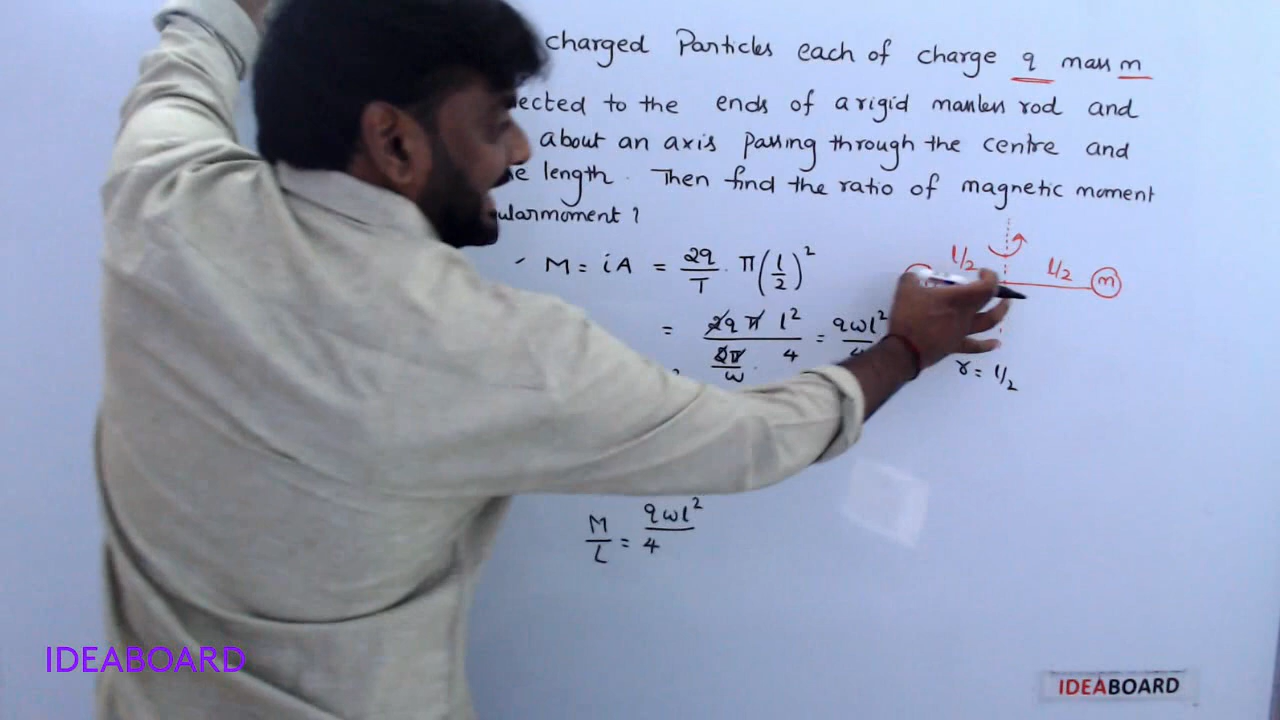 charged Particles each of charge q mass m
ected to the ends of a rigid massless rod and
about an axis passing through the centre and
length. Then find the ratio of magnetic moment
ularmoment ?
M = iA = 2q/T . π(l/2)²
= 2qπ l² / (2π/ω) 4 = qωl²
l/2 l/2 m
r = l/2
M/L = qωl²/4
IDEABOARD
IDEABOARD